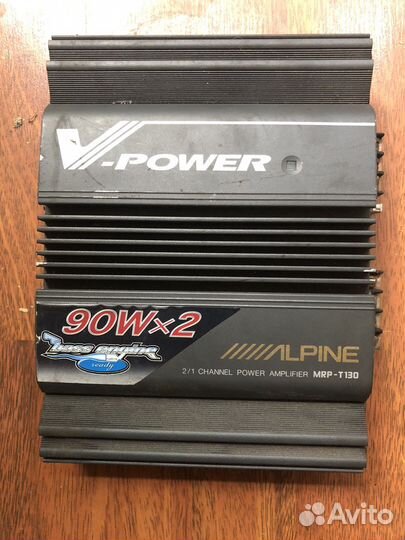 V-POWER
90W×2
bass engine
ready
ALPINE
2/1 CHANNEL POWER AMPLIFIER MRP-T130
Avito